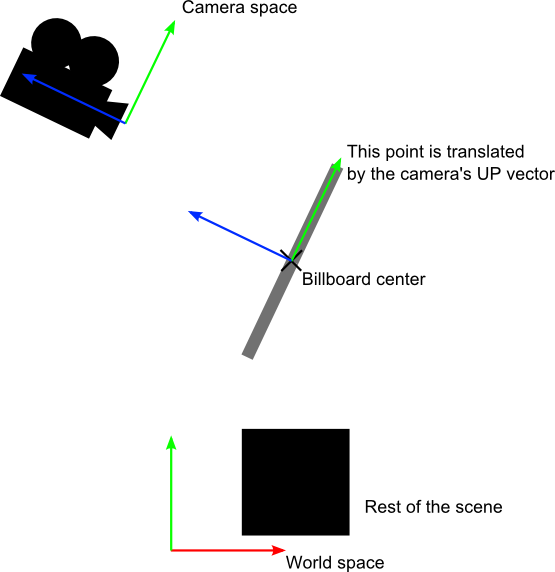 Camera space
This point is translated
by the camera's UP vector
Billboard center
Rest of the scene
World space